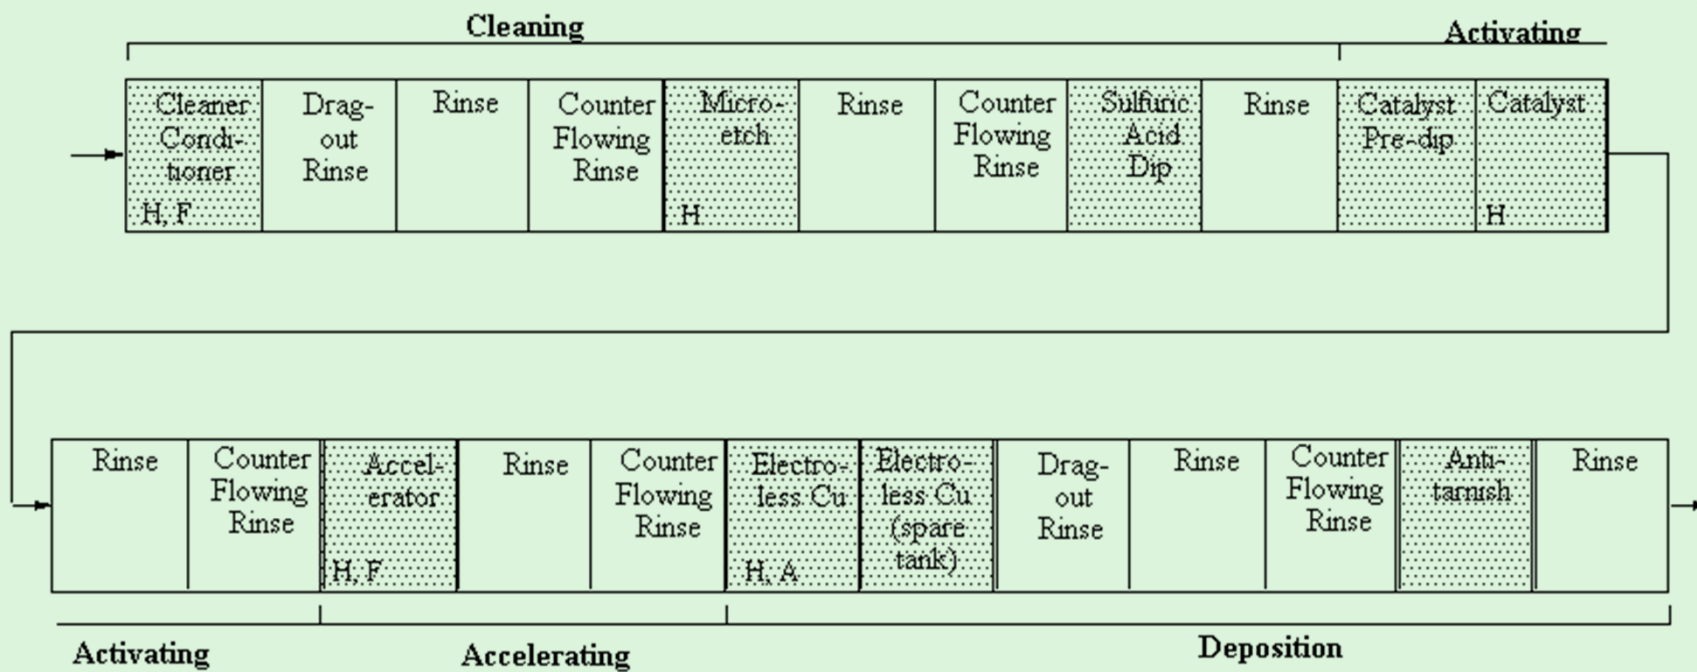 Cleaning
Activating
Cleaner
Condi-
tioner
H, F
Drag-
out
Rinse
Rinse
Counter
Flowing
Rinse
Micro-
etch
H
Rinse
Counter
Flowing
Rinse
Sulfuric
Acid
Dip
Rinse
Catalyst
Pre-dip
Catalyst
H
Rinse
Counter
Flowing
Rinse
Accel-
erator
H, F
Rinse
Counter
Flowing
Rinse
Electro-
less Cu
H, A
Electro-
less Cu
(spare
tank)
Drag-
out
Rinse
Rinse
Counter
Flowing
Rinse
Anti-
tarnish
Rinse
Activating
Accelerating
Deposition